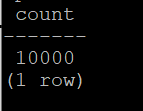 count
-------
10000
(1 row)